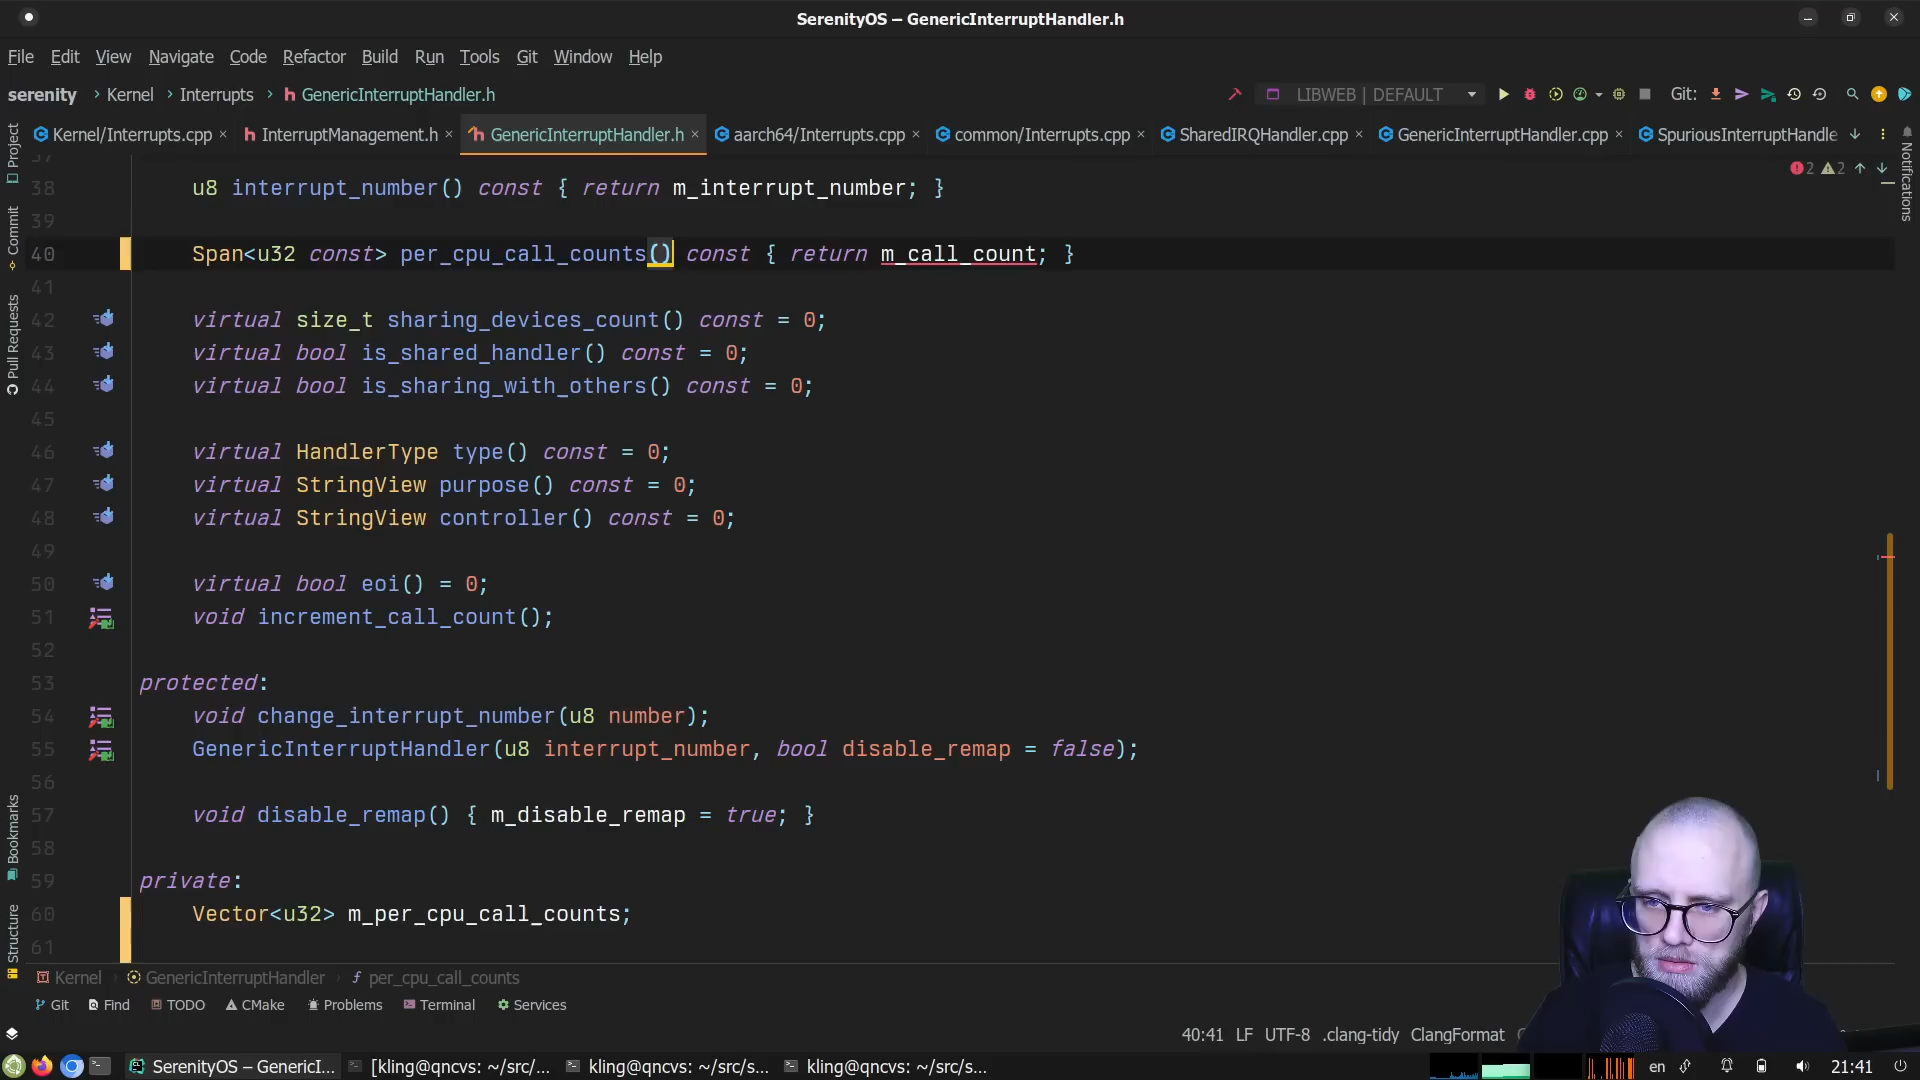 SerenityOS – GenericInterruptHandler.h
File Edit View Navigate Code Refactor Build Run Tools Git Window Help
serenity › Kernel › Interrupts › GenericInterruptHandler.h
LIBWEB | DEFAULT
Git:
Kernel/Interrupts.cpp × InterruptManagement.h × GenericInterruptHandler.h × aarch64/Interrupts.cpp × common/Interrupts.cpp × SharedIRQHandler.cpp × GenericInterruptHandler.cpp × SpuriousInterruptHandle
Project
Commit
Pull Requests
Bookmarks
Structure
Notifications
2 2
37
38 u8 interrupt_number() const { return m_interrupt_number; }
39
40 Span<u32 const> per_cpu_call_counts() const { return m_call_count; }
41
42 virtual size_t sharing_devices_count() const = 0;
43 virtual bool is_shared_handler() const = 0;
44 virtual bool is_sharing_with_others() const = 0;
45
46 virtual HandlerType type() const = 0;
47 virtual StringView purpose() const = 0;
48 virtual StringView controller() const = 0;
49
50 virtual bool eoi() = 0;
51 void increment_call_count();
52
53 protected:
54 void change_interrupt_number(u8 number);
55 GenericInterruptHandler(u8 interrupt_number, bool disable_remap = false);
56
57 void disable_remap() { m_disable_remap = true; }
58
59 private:
60 Vector<u32> m_per_cpu_call_counts;
61
Kernel › GenericInterruptHandler › per_cpu_call_counts
Git Find TODO CMake Problems Terminal Services
40:41 LF UTF-8 .clang-tidy ClangFormat
SerenityOS – GenericI... [kling@qncvs: ~/src/... kling@qncvs: ~/src/s... kling@qncvs: ~/src/s...
en 21:41